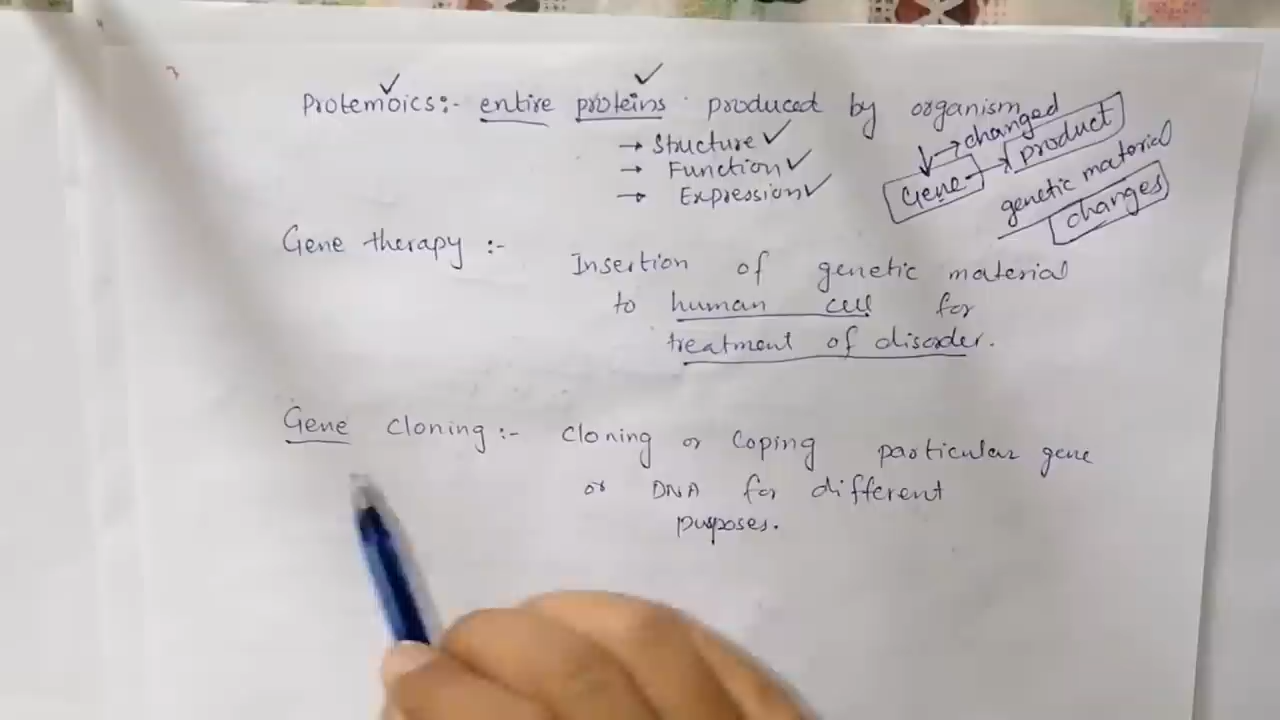 Protemoics:- entire proteins produced by organism
→ Structure ✓
→ Function ✓
→ Expression ✓
→ changed
Gene → product
genetic material
changes
Gene therapy :- Insertion of genetic material
to human cell for
treatment of disorder.
Gene cloning :- Cloning or Coping particular gene
or DNA for different
purposes.